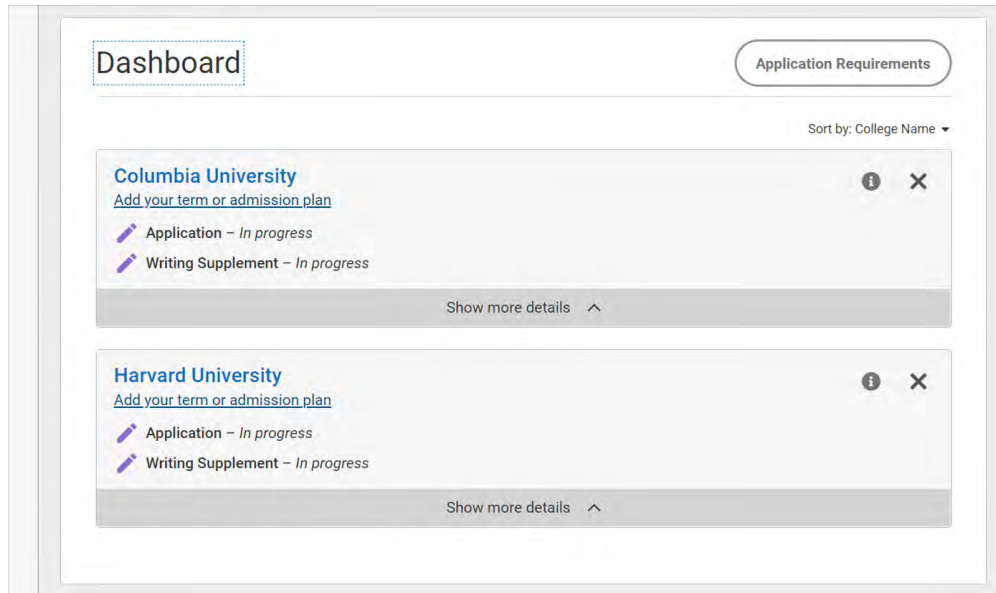 Dashboard
Application Requirements
Sort by: College Name
Columbia University
Add your term or admission plan
Application – In progress
Writing Supplement – In progress
Show more details
Harvard University
Add your term or admission plan
Application – In progress
Writing Supplement – In progress
Show more details